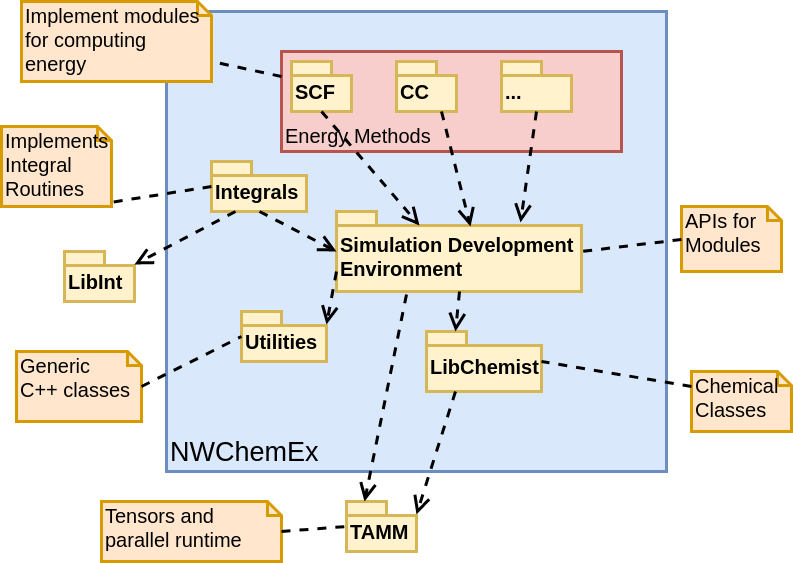 Implement modules
for computing
energy
SCF
CC
...
Energy Methods
Implements
Integral
Routines
Integrals
Simulation Development
Environment
APIs for
Modules
LibInt
Utilities
LibChemist
Generic
C++ classes
Chemical
Classes
NWChemEx
Tensors and
parallel runtime
TAMM